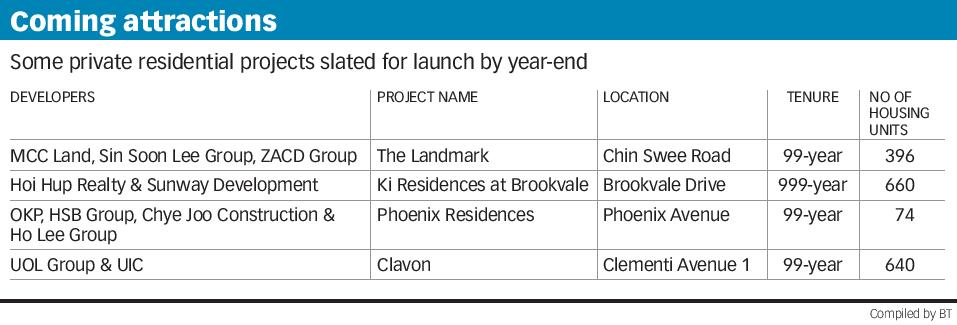 Coming attractions
Some private residential projects slated for launch by year-end
DEVELOPERS PROJECT NAME LOCATION TENURE NO OF HOUSING UNITS
MCC Land, Sin Soon Lee Group, ZACD Group The Landmark Chin Swee Road 99-year 396
Hoi Hup Realty & Sunway Development Ki Residences at Brookvale Brookvale Drive 999-year 660
OKP, HSB Group, Chye Joo Construction & Phoenix Residences Phoenix Avenue 99-year 74
Ho Lee Group
UOL Group & UIC Clavon Clementi Avenue 1 99-year 640
Compiled by BT